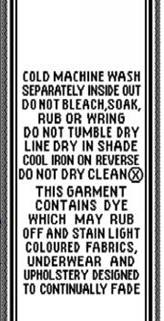 COLD MACHINE WASH
SEPARATELY INSIDE OUT
DO NOT BLEACH,SOAK,
RUB OR WRING
DO NOT TUMBLE DRY
LINE DRY IN SHADE
COOL IRON ON REVERSE
DO NOT DRY CLEAN Ⓧ
THIS GARMENT
CONTAINS DYE
WHICH MAY RUB
OFF AND STAIN LIGHT
COLOURED FABRICS,
UNDERWEAR AND
UPHOLSTERY DESIGNED
TO CONTINUALLY FADE